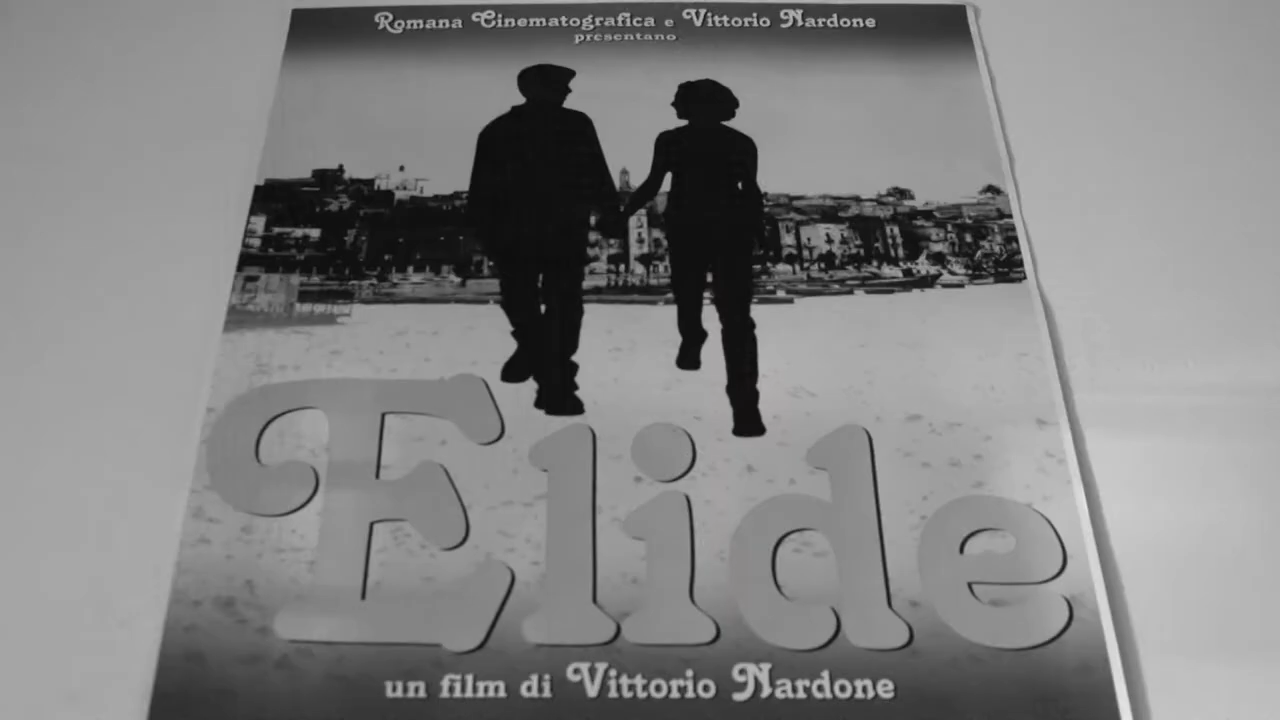 Romana Cinematografica e Vittorio Nardone
presentano
Elide
un film di Vittorio Nardone